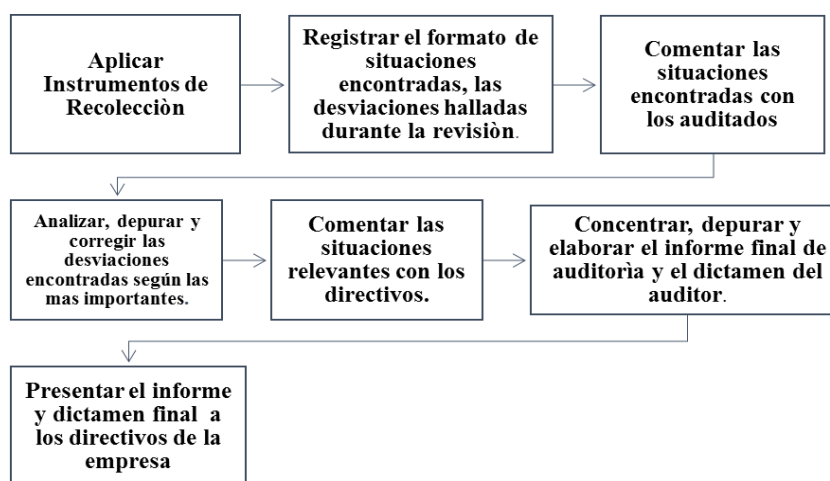 Aplicar
Instrumentos de
Recolecciòn
Registrar el formato de
situaciones
encontradas, las
desviaciones halladas
durante la revisiòn.
Comentar las
situaciones
encontradas con
los auditados
Analizar, depurar y
corregir las
desviaciones
encontradas según las
mas importantes.
Comentar las
situaciones
relevantes con los
directivos.
Concentrar, depurar y
elaborar el informe final de
auditorìa y el dictamen del
auditor.
Presentar el informe
y dictamen final a
los directivos de la
empresa